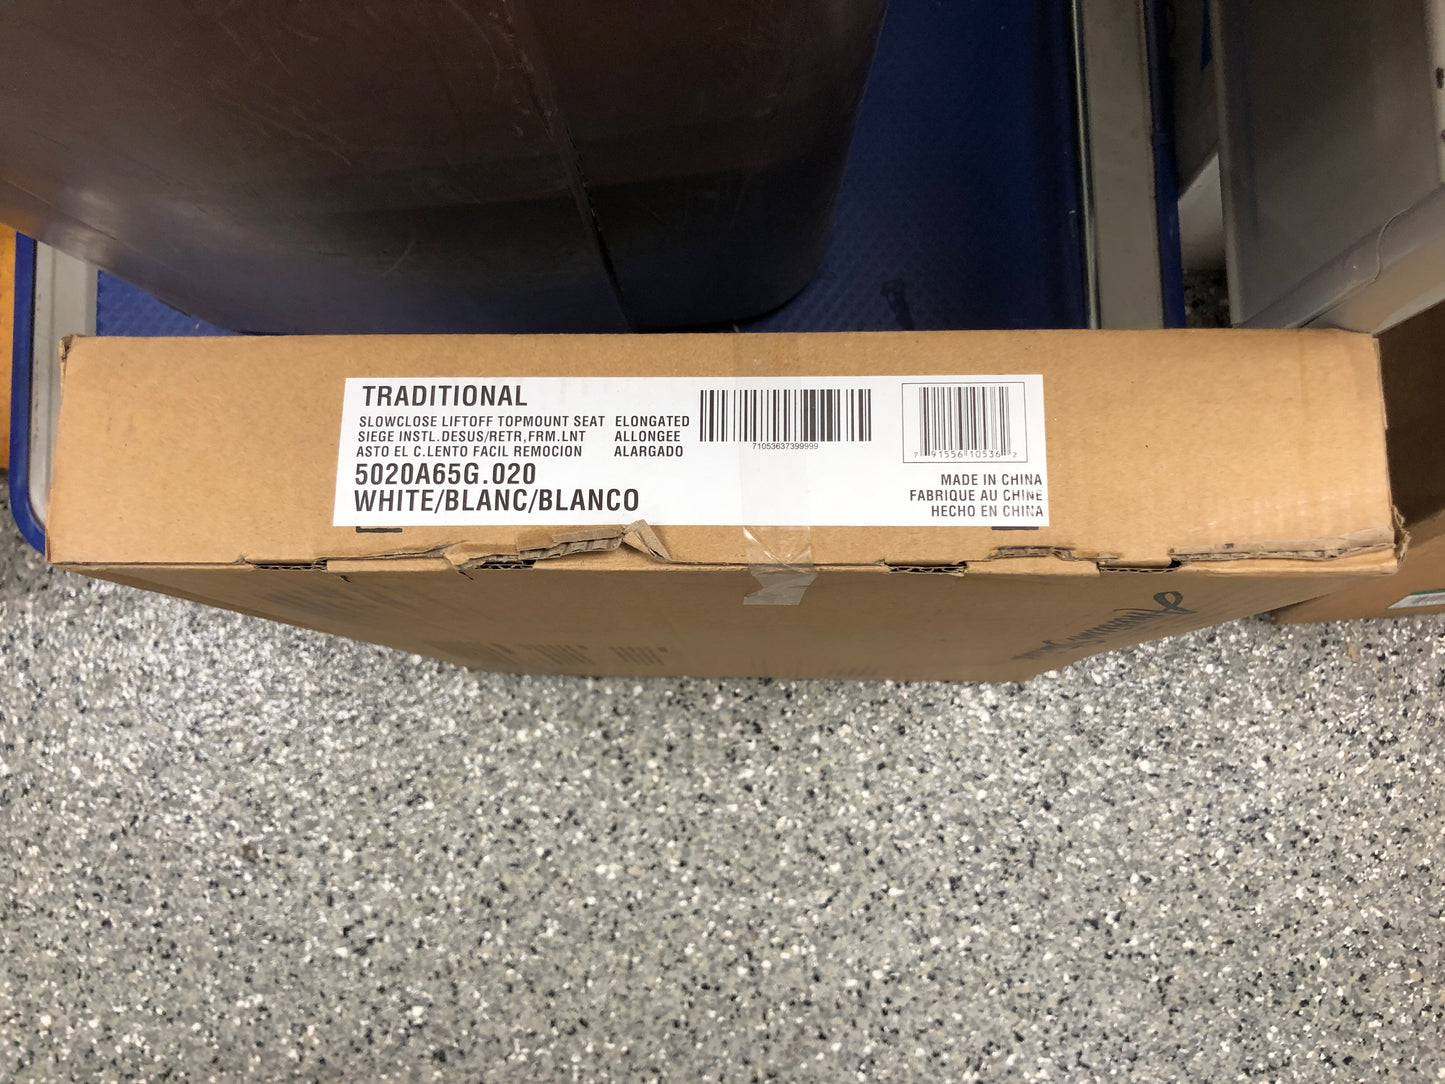 TRADITIONAL
SLOWCLOSE LIFTOFF TOPMOUNT SEAT ELONGATED
SIEGE INSTL.DESUS/RETR,FRM.LNT ALLONGEE
ASTO EL C.LENTO FACIL REMOCION ALARGADO
5020A65G.020
WHITE/BLANC/BLANCO
71053637399999
7 91556 10536 2
MADE IN CHINA
FABRIQUE AU CHINE
HECHO EN CHINA